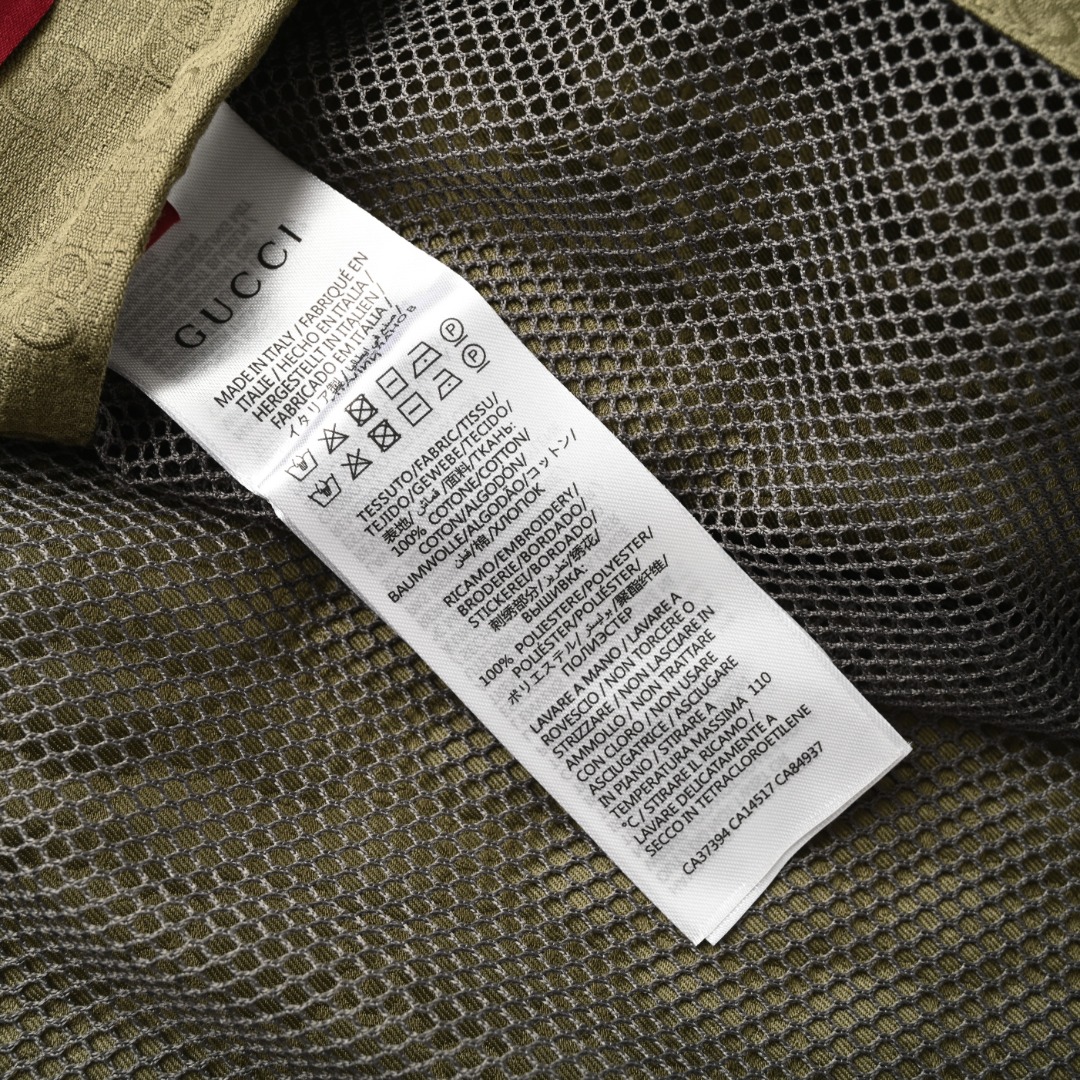 GUCCI
MADE IN ITALY / FABRIQUÉ EN
ITALIE / HECHO EN ITALIA /
HERGESTELLT IN ITALIEN /
FABRICADO EM ITALIA /
イタリア製 /
TESSUTO/FABRIC/TISSU/
TEJIDO/GEWEBE/TECIDO/
表地/ قماش /面料/ТКАНЬ:
100% COTONE/COTTON/
COTON/ALGODÓN/
BAUMWOLLE/ALGODÃO/コットン/
قطن /棉/ХЛОПОК
RICAMO/EMBROIDERY/
BRODERIE/BORDADO/
STICKEREI/BORDADO/
刺繍部分/ تطريز /绣花/
ВЫШИВКА:
100% POLIESTERE/POLYESTER/
POLYESTER/POLIÉSTER/
ポリエステル/ بوليستر /聚酯纤维/
ПОЛИЭСТЕР
LAVARE A MANO / LAVARE A
ROVESCIO / NON TORCERE O
STRIZZARE / NON LASCIARE IN
AMMOLLO / NON TRATTARE
CON CLORO / NON USARE
ASCIUGATRICE / ASCIUGARE
IN PIANO / STIRARE A
TEMPERATURA MASSIMA 110
°C / STIRARE IL RICAMO /
LAVARE DELICATAMENTE A
SECCO IN TETRACLOROETILENE
CA37394 CA14517 CA84937